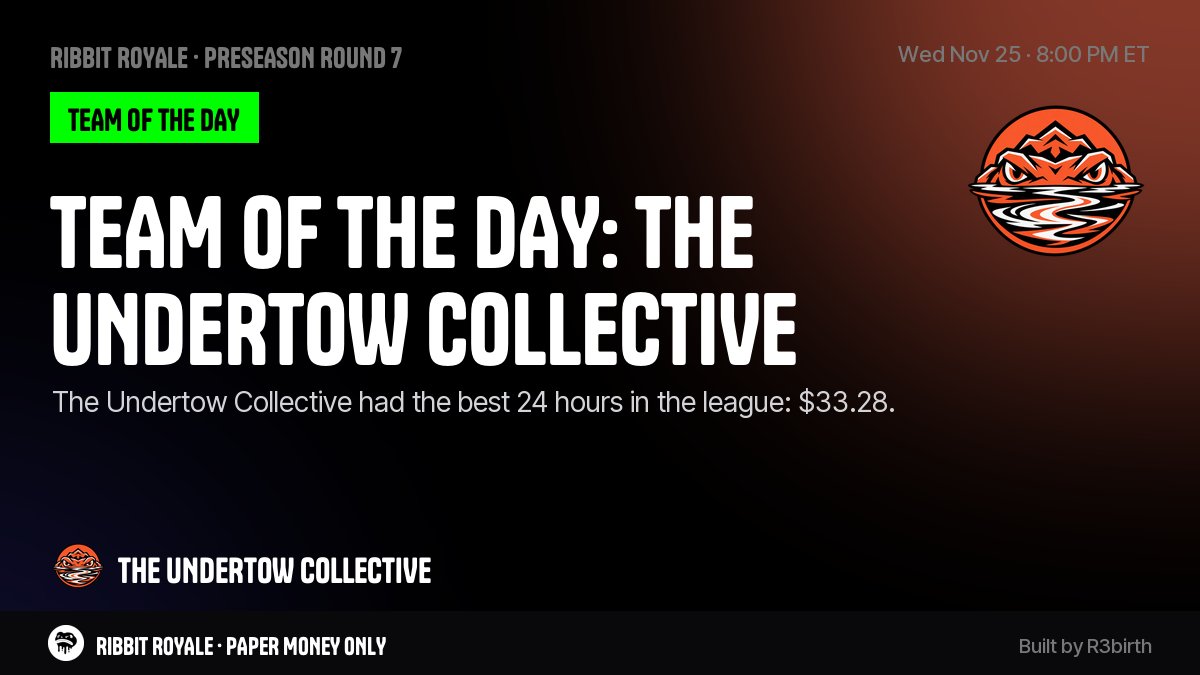 RIBBIT ROYALE · PRESEASON ROUND 7
Wed Nov 25 · 8:00 PM ET
TEAM OF THE DAY
TEAM OF THE DAY: THE
UNDERTOW COLLECTIVE
The Undertow Collective had the best 24 hours in the league: $33.28.
THE UNDERTOW COLLECTIVE
RIBBIT ROYALE · PAPER MONEY ONLY
Built by R3birth